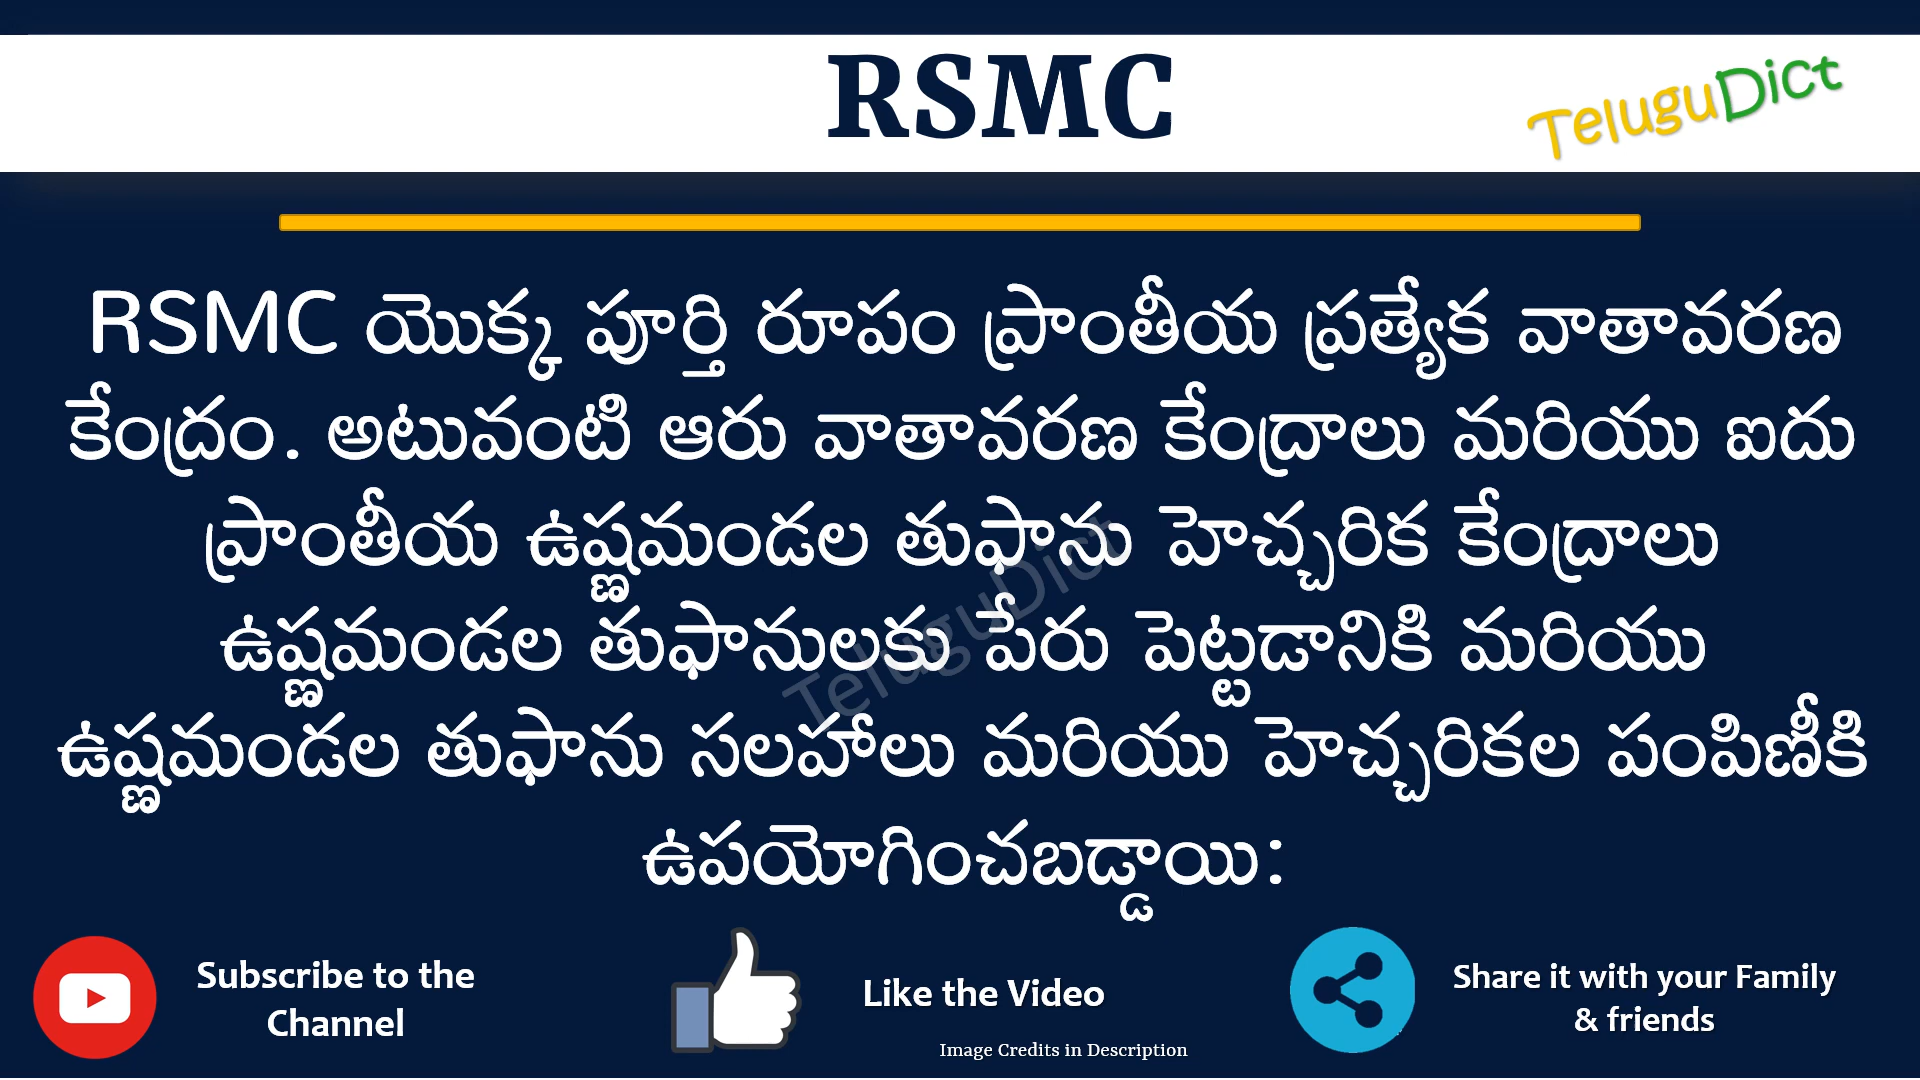 RSMC
TeluguDict
RSMC యొక్క పూర్తి రూపం ప్రాంతీయ ప్రత్యేక వాతావరణ
కేంద్రం. అటువంటి ఆరు వాతావరణ కేంద్రాలు మరియు ఐదు
ప్రాంతీయ ఉష్ణమండల తుఫాను హెచ్చరిక కేంద్రాలు
ఉష్ణమండల తుఫానులకు పేరు పెట్టడానికి మరియు
ఉష్ణమండల తుఫాను సలహాలు మరియు హెచ్చరికల పంపిణీకి
ఉపయోగించబడ్డాయి:
TeluguDict
Subscribe to the
Channel
Like the Video
Share it with your Family
& friends
Image Credits in Description